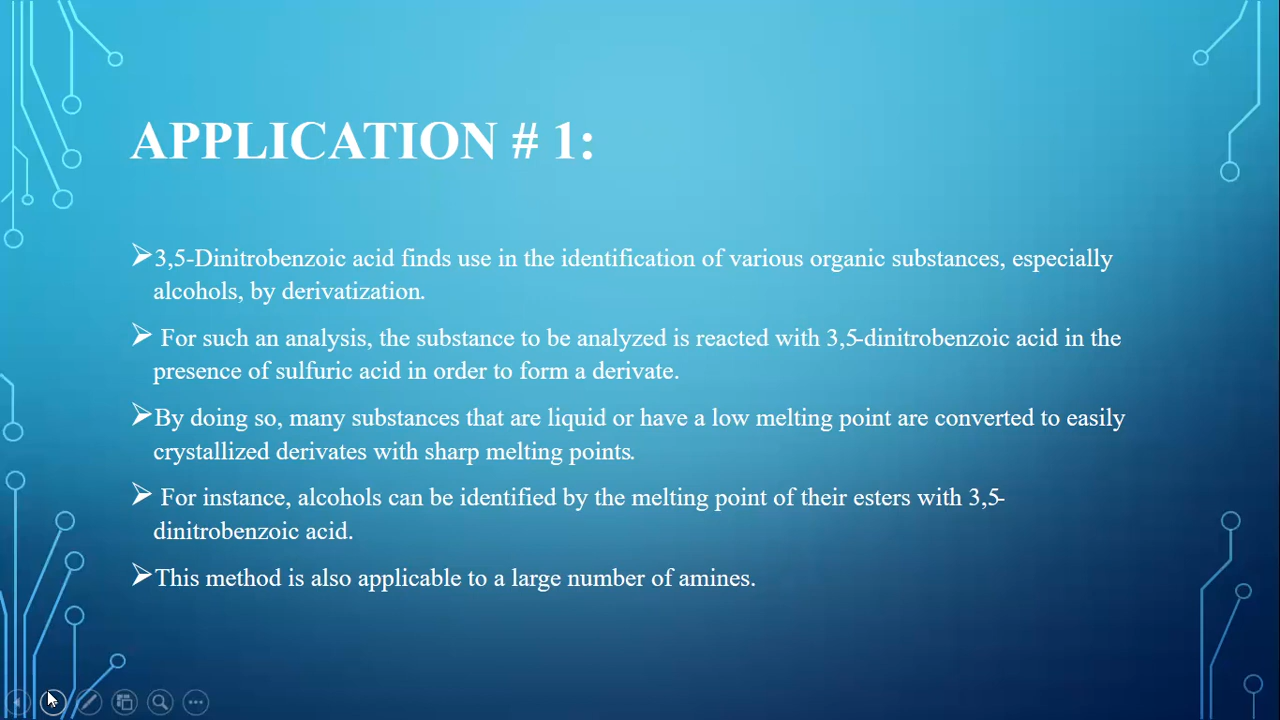 APPLICATION # 1:
➢3,5-Dinitrobenzoic acid finds use in the identification of various organic substances, especially
alcohols, by derivatization.
➢ For such an analysis, the substance to be analyzed is reacted with 3,5-dinitrobenzoic acid in the
presence of sulfuric acid in order to form a derivate.
➢By doing so, many substances that are liquid or have a low melting point are converted to easily
crystallized derivates with sharp melting points.
➢ For instance, alcohols can be identified by the melting point of their esters with 3,5-
dinitrobenzoic acid.
➢This method is also applicable to a large number of amines.